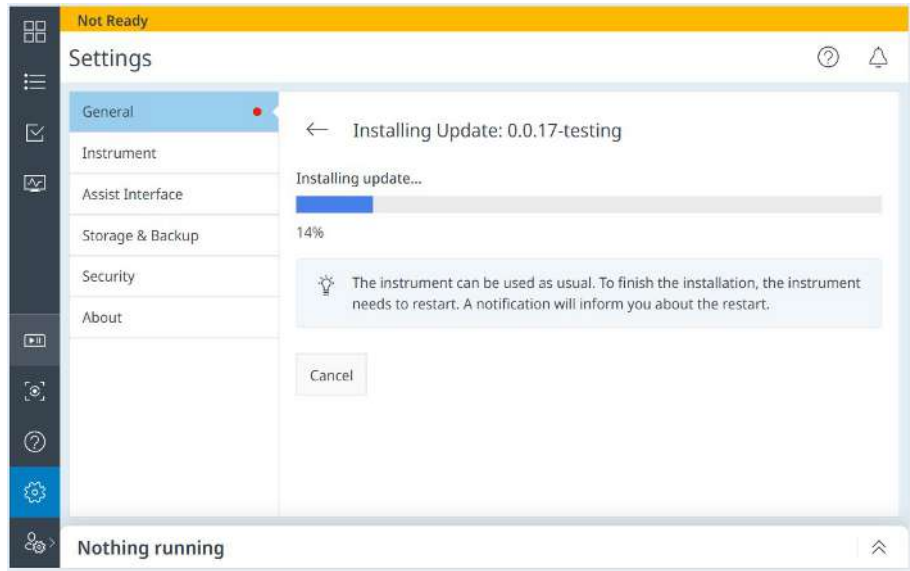 Not Ready
Settings
General
Instrument
Assist Interface
Storage & Backup
Security
About
Installing Update: 0.0.17-testing
Installing update...
14%
The instrument can be used as usual. To finish the installation, the instrument
needs to restart. A notification will inform you about the restart.
Cancel
Nothing running